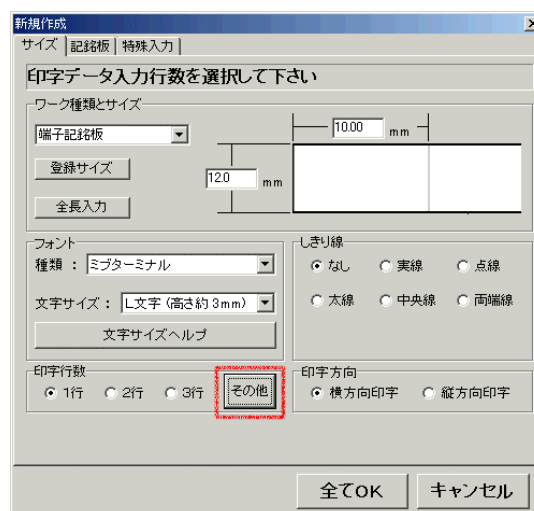 新規作成
サイズ 記銘板 特殊入力
印字データ入力行数を選択して下さい
ワーク種類とサイズ
端子記銘板
登録サイズ
全長入力
10.00 mm
12.0 mm
フォント
種類 : ミブターミナル
文字サイズ: L文字 (高さ約3mm)
文字サイズヘルプ
しきり線
なし 実線 点線
太線 中央線 両端線
印字行数
1行 2行 3行 その他
印字方向
横方向印字 縦方向印字
全てOK キャンセル